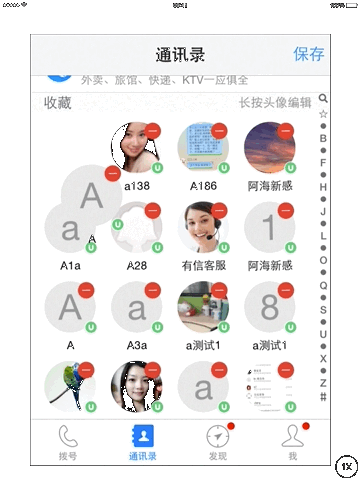 通讯录
保存
外卖、旅馆、快递、KTV一应俱全
收藏
长按头像编辑
a138
A186
阿海新感
A
A
a
1
A1a
A28
有信客服
阿海新感
A
a
8
A
A3a
a测试1
a测试1
a
☆
B
F
H
J
L
O
Q
S
U
X
Z
#
拨号
通讯录
发现
我
1X